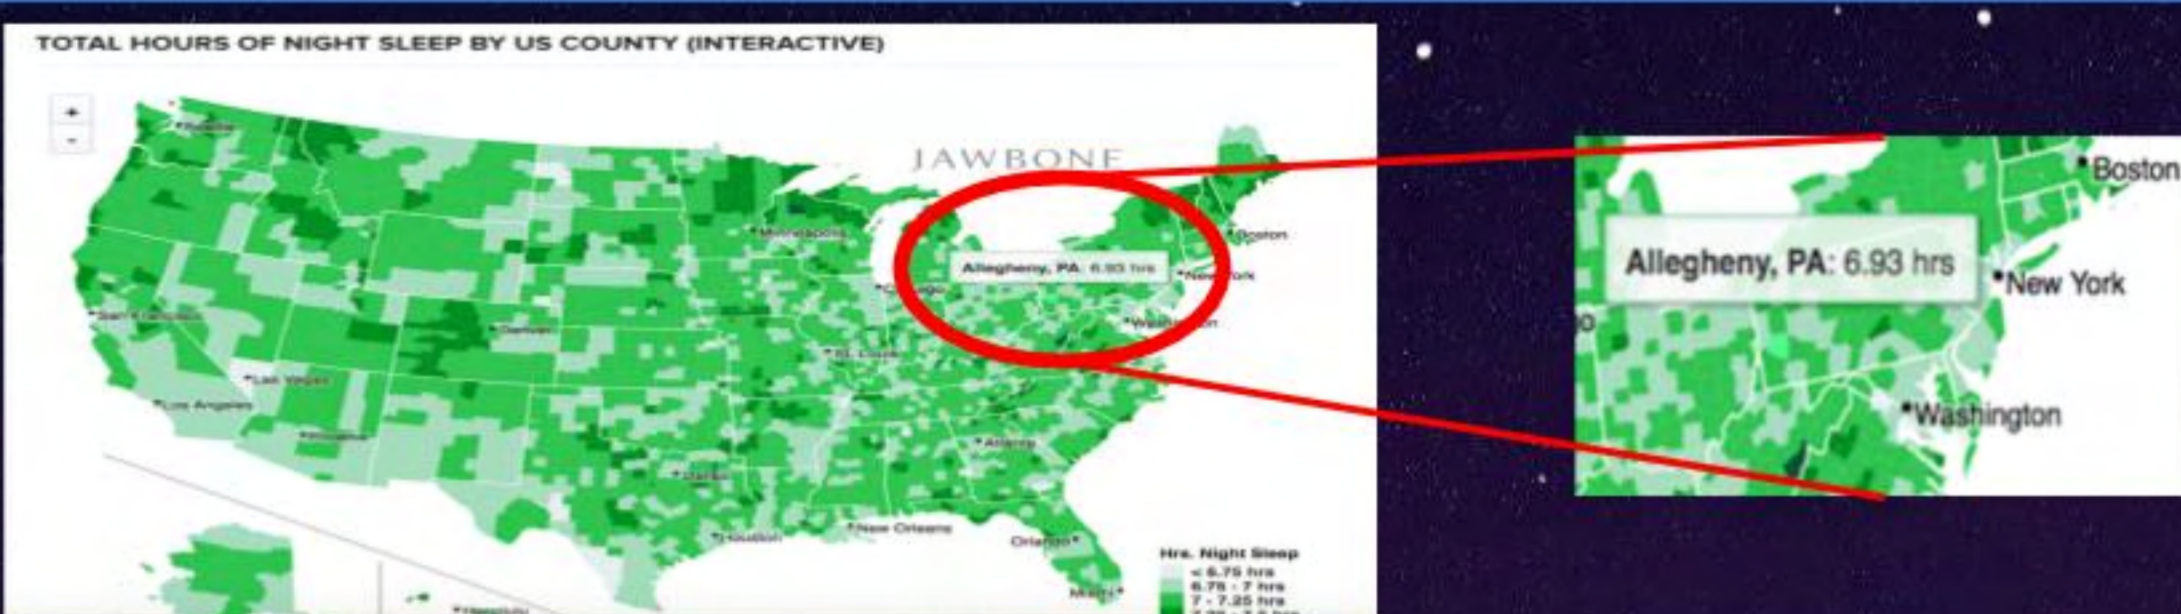 TOTAL HOURS OF NIGHT SLEEP BY US COUNTY (INTERACTIVE)
+
-
JAWBONE
Seattle
Minneapolis
Boston
Allegheny, PA: 6.93 hrs
New York
Chicago
San Francisco
Denver
Washington
St. Louis
Las Vegas
Los Angeles
Atlanta
Dallas
New Orleans
Houston
Orlando
Miami
Honolulu
Hrs. Night Sleep
< 6.75 hrs
6.75 - 7 hrs
7 - 7.25 hrs
Boston
Allegheny, PA: 6.93 hrs
New York
o
Washington